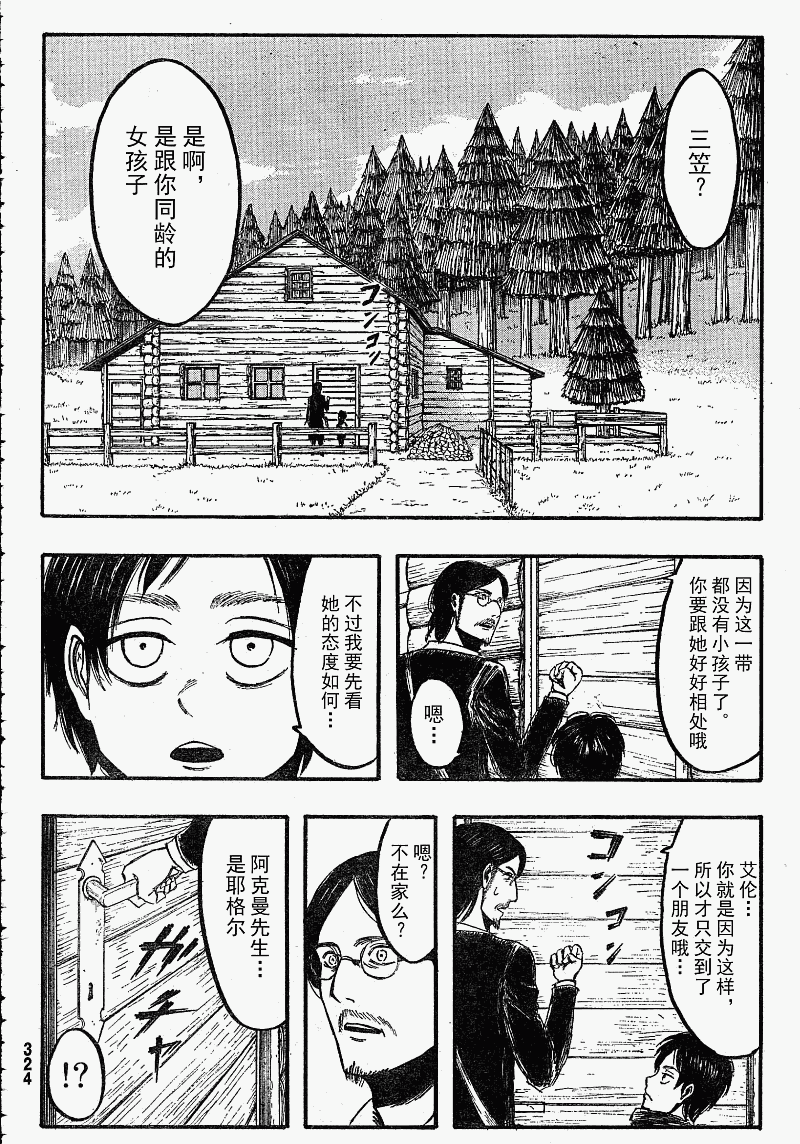 三笠？
是啊，
是跟你同龄的
女孩子
コンコン
因为这一带
都没有小孩子了。
你要跟她好好相处哦
嗯…
不过我要先看
她的态度如何…
艾伦…
你就是因为这样，
所以才只交到了
一个朋友哦…
コンコン
嗯？
不在家么？
阿克曼先生…
是耶格尔
ガチャ
!?
324